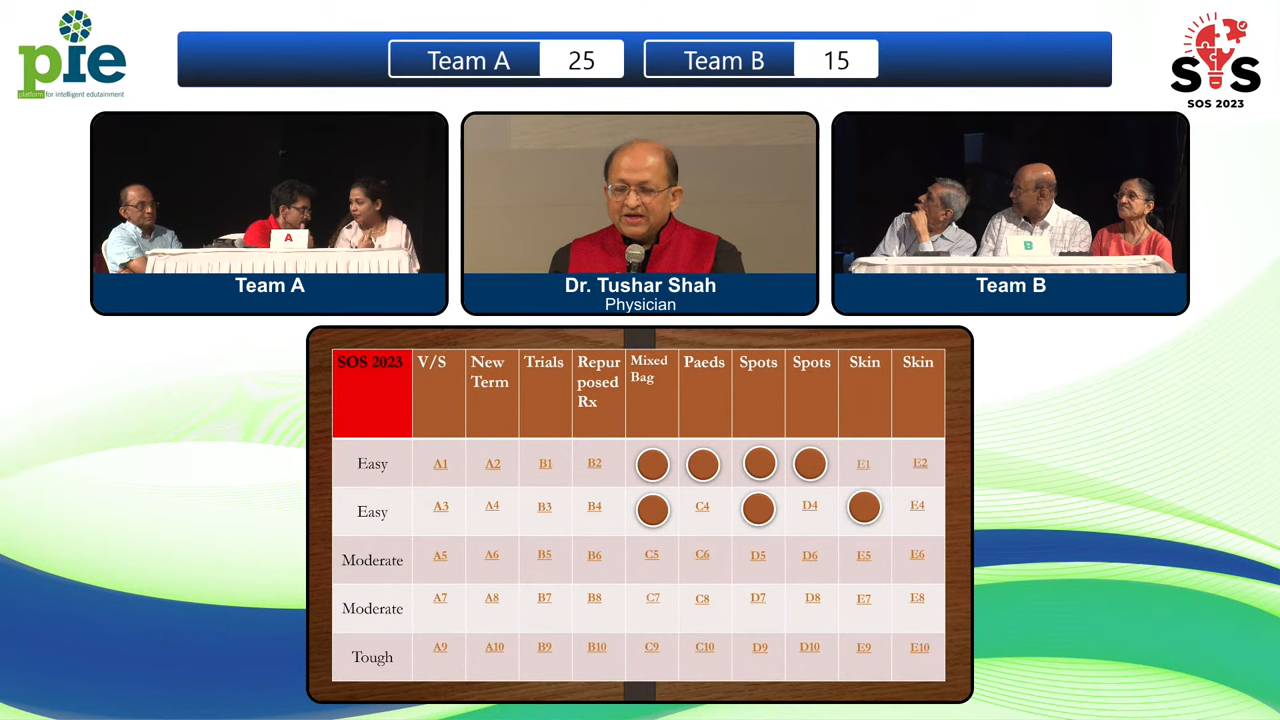 pie
platform for intelligent edutainment
Team A 25 Team B 15
SOS
SOS 2023
A
B
Team A
Dr. Tushar Shah
Physician
Team B
SOS 2023 V/S New Term Trials Repur posed Rx Mixed Bag Paeds Spots Spots Skin Skin
Easy A1 A2 B1 B2 E1 E2
Easy A3 A4 B3 B4 C4 D4 E4
Moderate A5 A6 B5 B6 C5 C6 D5 D6 E5 E6
Moderate A7 A8 B7 B8 C7 C8 D7 D8 E7 E8
Tough A9 A10 B9 B10 C9 C10 D9 D10 E9 E10